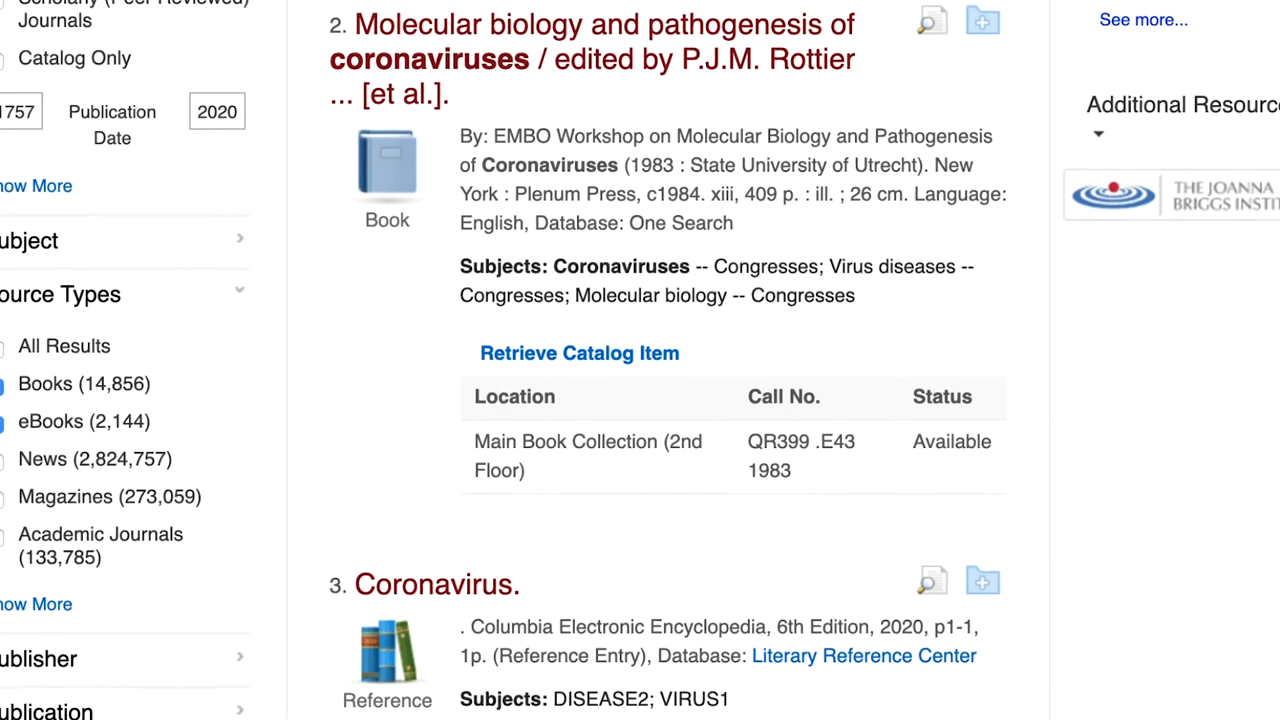 Journals
Catalog Only
1757
Publication
Date
2020
Show More
Subject
Source Types
All Results
Books (14,856)
eBooks (2,144)
News (2,824,757)
Magazines (273,059)
Academic Journals
(133,785)
Show More
Publisher
Publication
2. Molecular biology and pathogenesis of
coronaviruses / edited by P.J.M. Rottier
... [et al.].
Book
By: EMBO Workshop on Molecular Biology and Pathogenesis
of Coronaviruses (1983 : State University of Utrecht). New
York : Plenum Press, c1984. xiii, 409 p. : ill. ; 26 cm. Language:
English, Database: One Search
Subjects: Coronaviruses -- Congresses; Virus diseases --
Congresses; Molecular biology -- Congresses
Retrieve Catalog Item
Location Call No. Status
Main Book Collection (2nd QR399 .E43 Available
Floor) 1983
3. Coronavirus.
Reference
. Columbia Electronic Encyclopedia, 6th Edition, 2020, p1-1,
1p. (Reference Entry), Database: Literary Reference Center
Subjects: DISEASE2; VIRUS1
See more...
Additional Resourc
THE JOANNA
BRIGGS INSTI